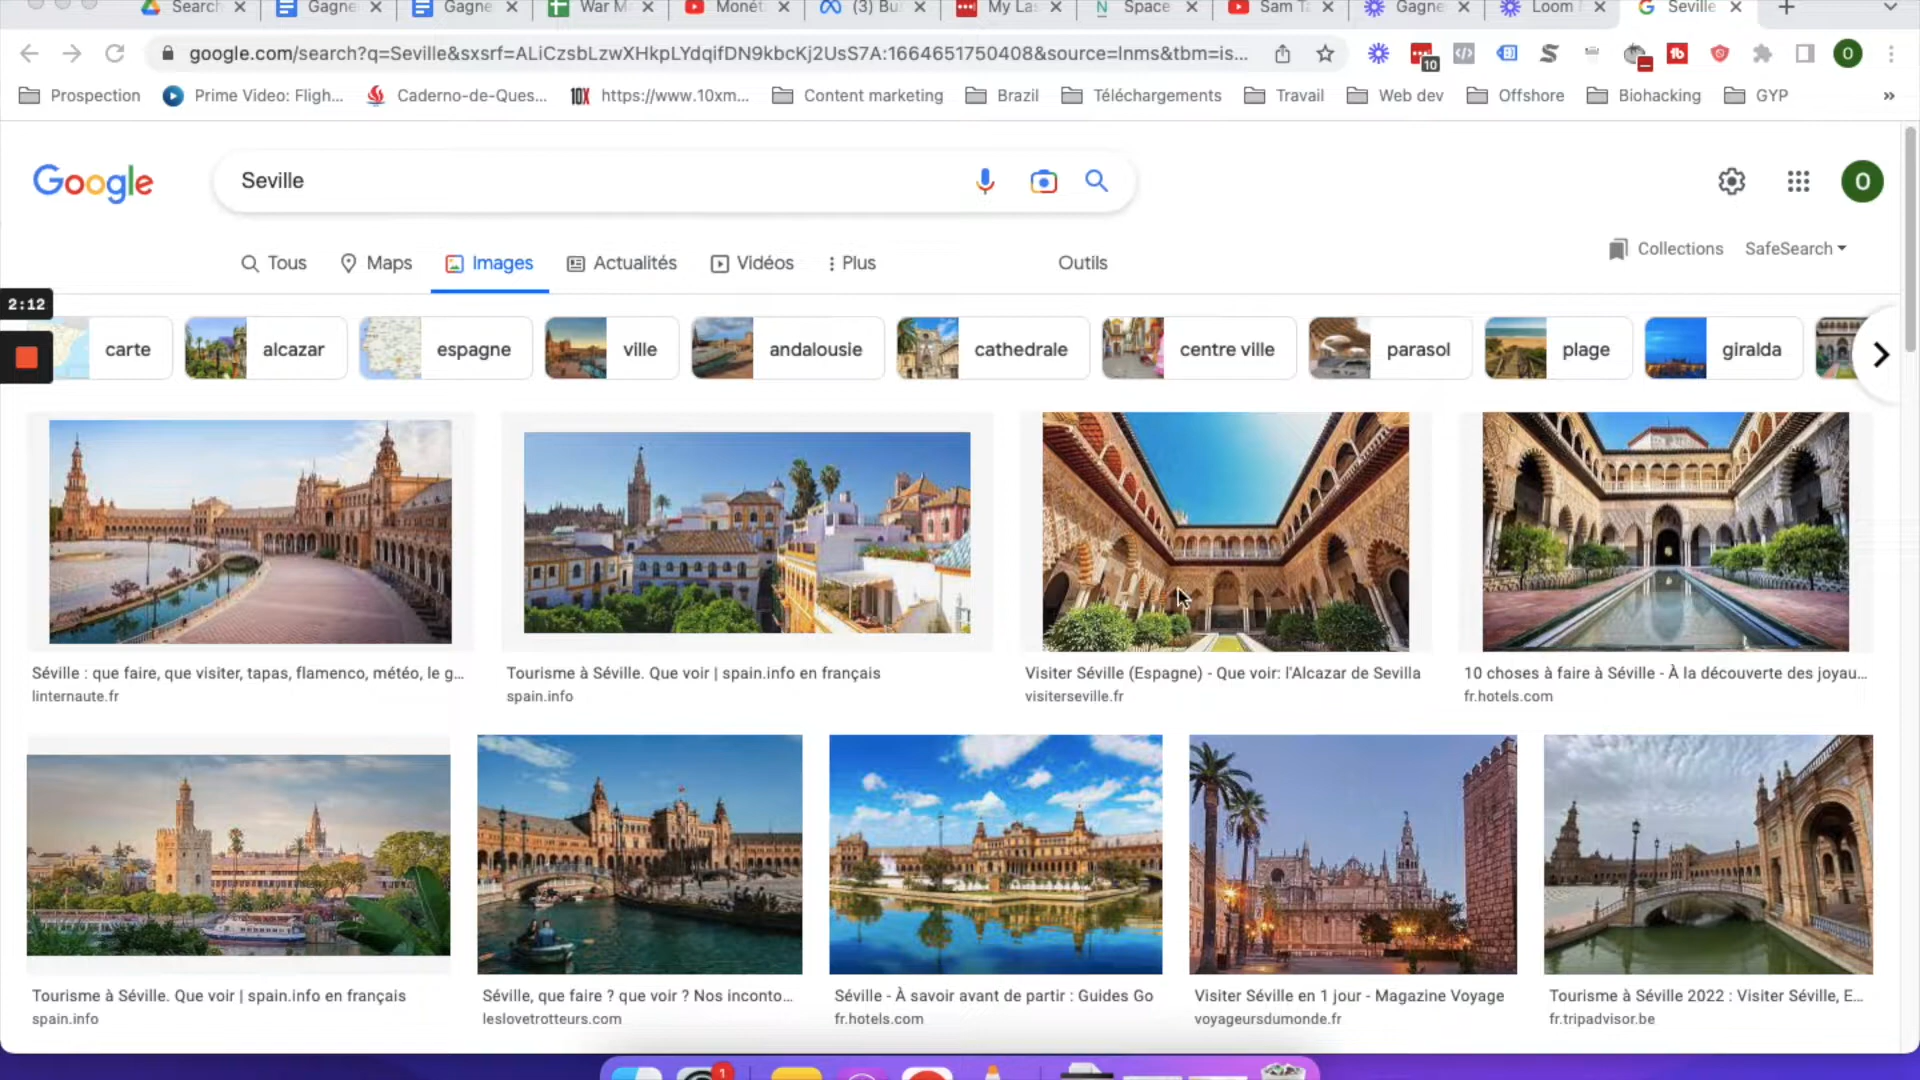 Search
Gagne
Gagne
War M
Monét
(3) Bu
My La
Space
Sam T
Gagne
Loom
Seville
google.com/search?q=Seville&sxsrf=ALiCzsbLzwXHkpLYdqifDN9kbcKj2UsS7A:1664651750408&source=lnms&tbm=is...
10
O
Prospection
Prime Video: Fligh...
Caderno-de-Ques...
10X https://www.10xm...
Content marketing
Brazil
Téléchargements
Travail
Web dev
Offshore
Biohacking
GYP
»
Google
Seville
O
Tous
Maps
Images
Actualités
Vidéos
Plus
Outils
Collections
SafeSearch
2:12
carte
alcazar
espagne
ville
andalousie
cathedrale
centre ville
parasol
plage
giralda
Séville : que faire, que visiter, tapas, flamenco, météo, le g...
linternaute.fr
Tourisme à Séville. Que voir | spain.info en français
spain.info
Visiter Séville (Espagne) - Que voir: l'Alcazar de Sevilla
visiterseville.fr
10 choses à faire à Séville - À la découverte des joyau...
fr.hotels.com
Tourisme à Séville. Que voir | spain.info en français
spain.info
Séville, que faire ? que voir ? Nos inconto...
leslovetrotteurs.com
Séville - À savoir avant de partir : Guides Go
fr.hotels.com
Visiter Séville en 1 jour - Magazine Voyage
voyageursdumonde.fr
Tourisme à Séville 2022 : Visiter Séville, E...
fr.tripadvisor.be
1